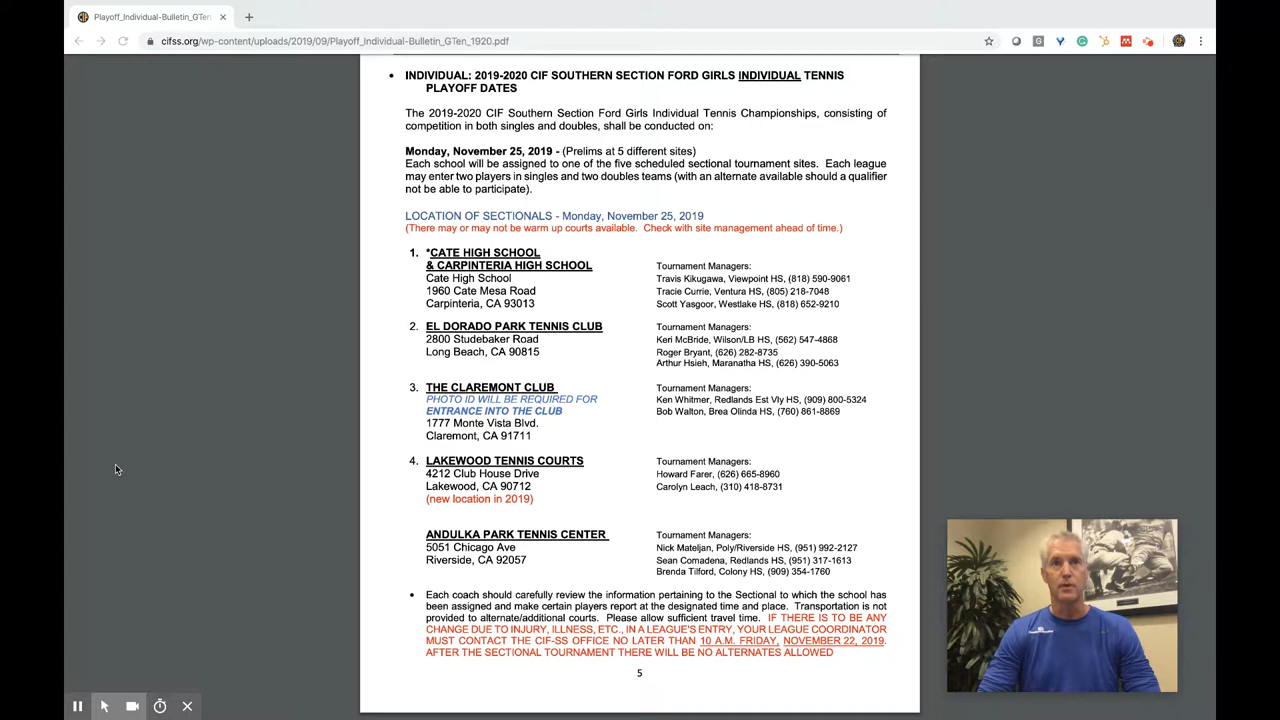 Playoff_Individual-Bulletin_GTen
cifss.org/wp-content/uploads/2019/09/Playoff_Individual-Bulletin_GTen_1920.pdf
• INDIVIDUAL: 2019-2020 CIF SOUTHERN SECTION FORD GIRLS INDIVIDUAL TENNIS
PLAYOFF DATES
The 2019-2020 CIF Southern Section Ford Girls Individual Tennis Championships, consisting of
competition in both singles and doubles, shall be conducted on:
Monday, November 25, 2019 - (Prelims at 5 different sites)
Each school will be assigned to one of the five scheduled sectional tournament sites. Each league
may enter two players in singles and two doubles teams (with an alternate available should a qualifier
not be able to participate).
LOCATION OF SECTIONALS - Monday, November 25, 2019
(There may or may not be warm up courts available. Check with site management ahead of time.)
1. *CATE HIGH SCHOOL
& CARPINTERIA HIGH SCHOOL
Cate High School
1960 Cate Mesa Road
Carpinteria, CA 93013
Tournament Managers:
Travis Kikugawa, Viewpoint HS, (818) 590-9061
Tracie Currie, Ventura HS, (805) 218-7048
Scott Yasgoor, Westlake HS, (818) 652-9210
2. EL DORADO PARK TENNIS CLUB
2800 Studebaker Road
Long Beach, CA 90815
Tournament Managers:
Keri McBride, Wilson/LB HS, (562) 547-4868
Roger Bryant, (626) 282-8735
Arthur Hsieh, Maranatha HS, (626) 390-5063
3. THE CLAREMONT CLUB
PHOTO ID WILL BE REQUIRED FOR
ENTRANCE INTO THE CLUB
1777 Monte Vista Blvd.
Claremont, CA 91711
Tournament Managers:
Ken Whitmer, Redlands Est Vly HS, (909) 800-5324
Bob Walton, Brea Olinda HS, (760) 861-8869
4. LAKEWOOD TENNIS COURTS
4212 Club House Drive
Lakewood, CA 90712
(new location in 2019)
Tournament Managers:
Howard Farer, (626) 665-8960
Carolyn Leach, (310) 418-8731
ANDULKA PARK TENNIS CENTER
5051 Chicago Ave
Riverside, CA 92057
Tournament Managers:
Nick Mateljan, Poly/Riverside HS, (951) 992-2127
Sean Comadena, Redlands HS, (951) 317-1613
Brenda Tilford, Colony HS, (909) 354-1760
• Each coach should carefully review the information pertaining to the Sectional to which the school has
been assigned and make certain players report at the designated time and place. Transportation is not
provided to alternate/additional courts. Please allow sufficient travel time. IF THERE IS TO BE ANY
CHANGE DUE TO INJURY, ILLNESS, ETC., IN A LEAGUE'S ENTRY, YOUR LEAGUE COORDINATOR
MUST CONTACT THE CIF-SS OFFICE NO LATER THAN 10 A.M. FRIDAY, NOVEMBER 22, 2019.
AFTER THE SECTIONAL TOURNAMENT THERE WILL BE NO ALTERNATES ALLOWED
5